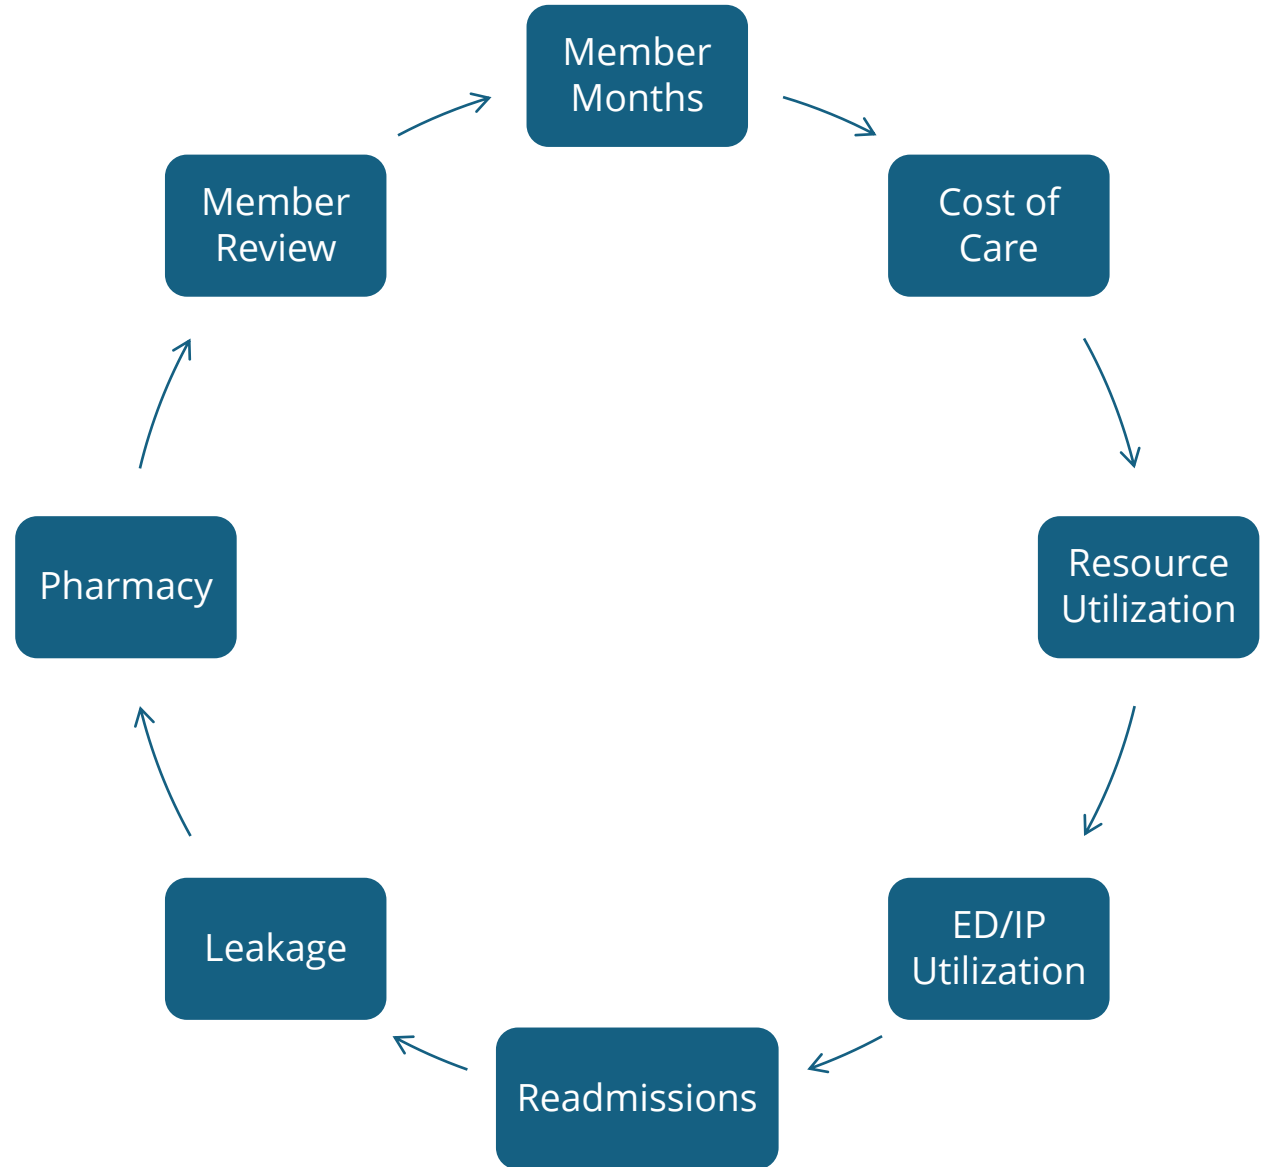 Member
Months
Cost of
Care
Resource
Utilization
ED/IP
Utilization
Readmissions
Leakage
Pharmacy
Member
Review